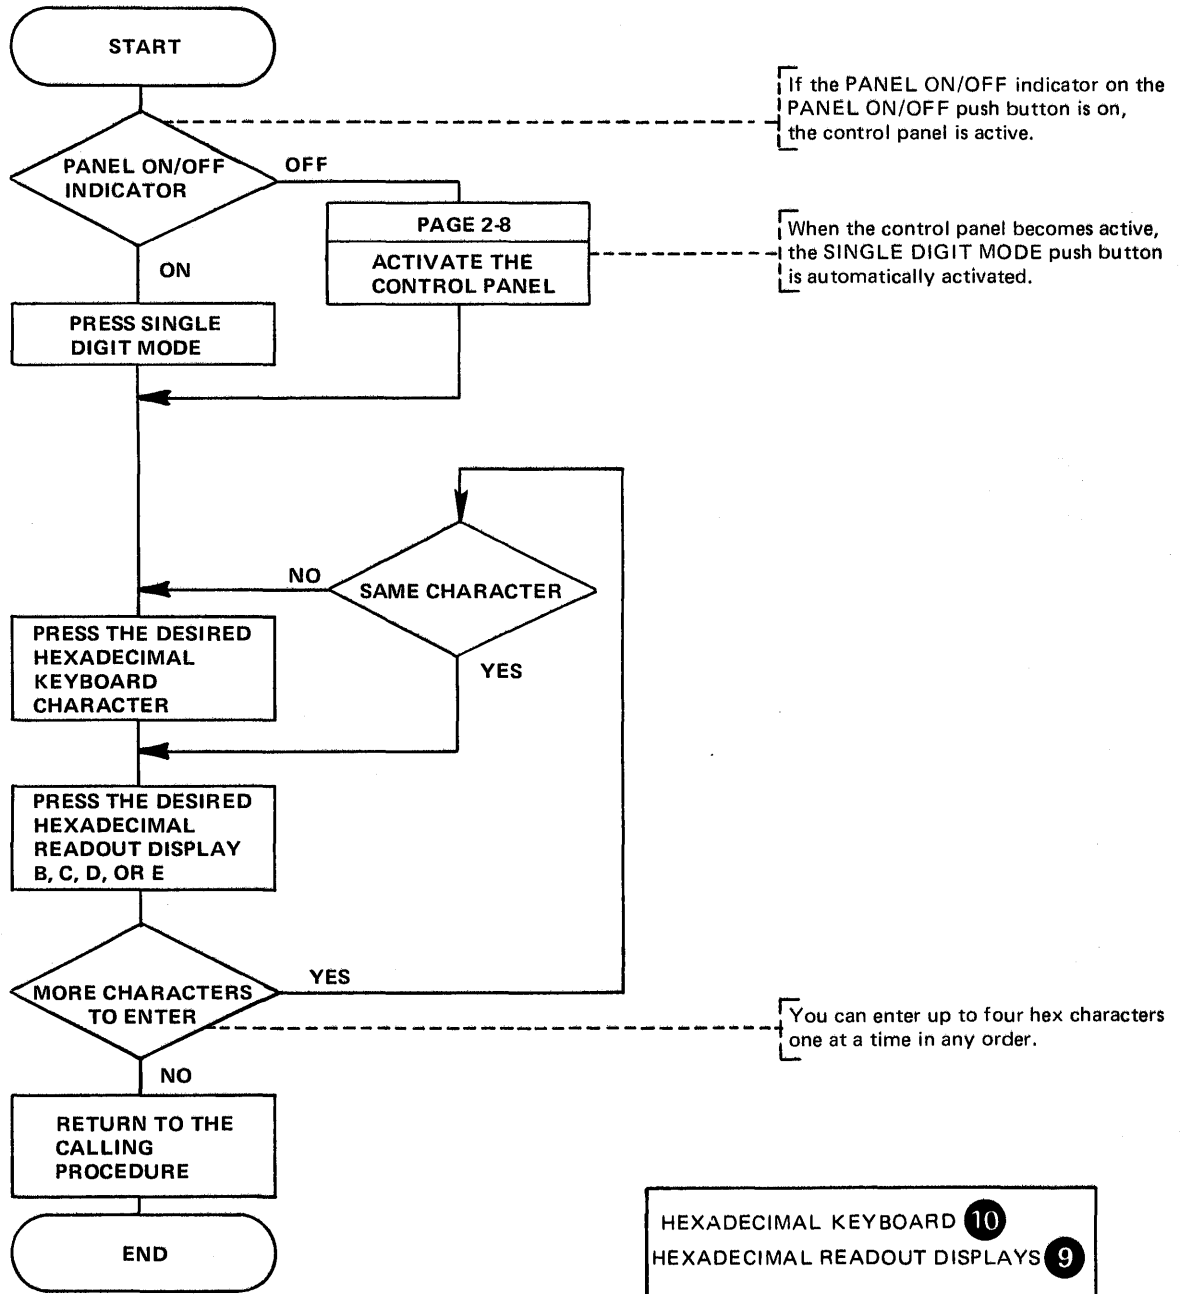 START
If the PANEL ON/OFF indicator on the
PANEL ON/OFF push button is on,
the control panel is active.
PANEL ON/OFF
INDICATOR
OFF
PAGE 2-8
ACTIVATE THE
CONTROL PANEL
When the control panel becomes active,
the SINGLE DIGIT MODE push button
is automatically activated.
ON
PRESS SINGLE
DIGIT MODE
NO
SAME CHARACTER
YES
PRESS THE DESIRED
HEXADECIMAL
KEYBOARD
CHARACTER
PRESS THE DESIRED
HEXADECIMAL
READOUT DISPLAY
B, C, D, OR E
MORE CHARACTERS
TO ENTER
YES
You can enter up to four hex characters
one at a time in any order.
NO
RETURN TO THE
CALLING
PROCEDURE
END
HEXADECIMAL KEYBOARD 10
HEXADECIMAL READOUT DISPLAYS 9